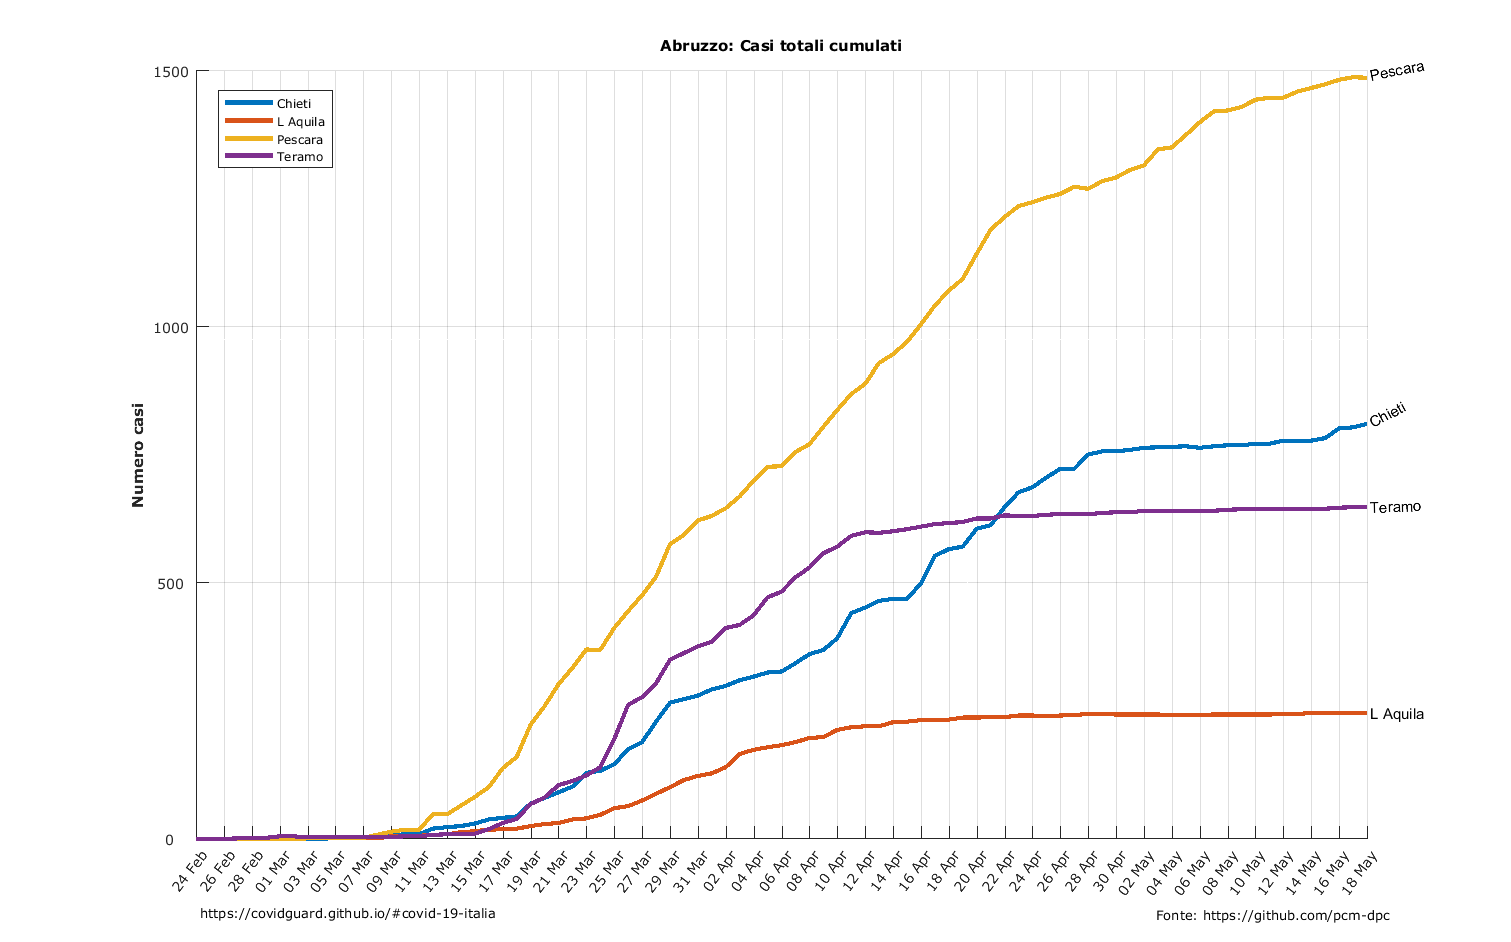 Abruzzo: Casi totali cumulati
Numero casi
1500
1000
500
0
Chieti
L Aquila
Pescara
Teramo
Pescara
Chieti
Teramo
L Aquila
24 Feb
26 Feb
28 Feb
01 Mar
03 Mar
05 Mar
07 Mar
09 Mar
11 Mar
13 Mar
15 Mar
17 Mar
19 Mar
21 Mar
23 Mar
25 Mar
27 Mar
29 Mar
31 Mar
02 Apr
04 Apr
06 Apr
08 Apr
10 Apr
12 Apr
14 Apr
16 Apr
18 Apr
20 Apr
22 Apr
24 Apr
26 Apr
28 Apr
30 Apr
02 May
04 May
06 May
08 May
10 May
12 May
14 May
16 May
18 May
https://covidguard.github.io/#covid-19-italia
Fonte: https://github.com/pcm-dpc